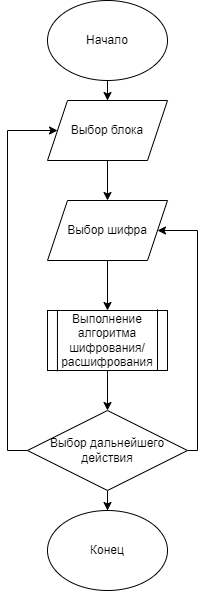 Начало
Выбор блока
Выбор шифра
Выполнение
алгоритма
шифрования/
расшифрования
Выбор дальнейшего
действия
Конец